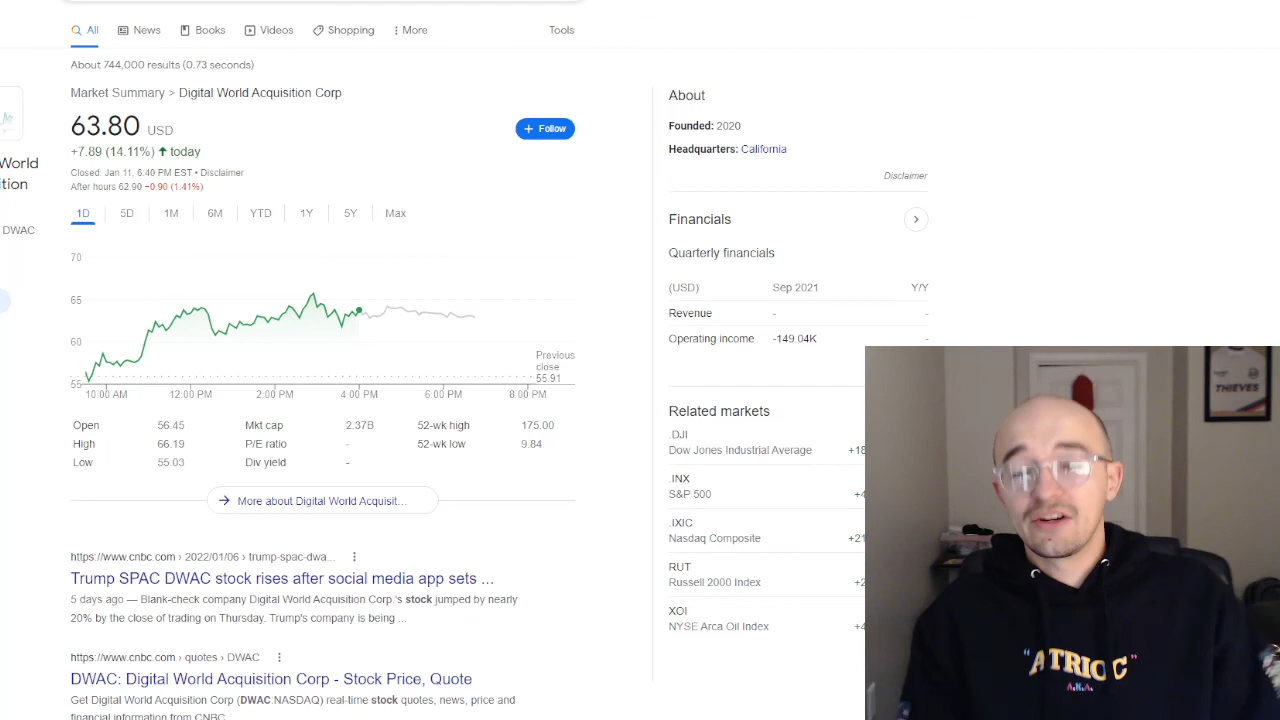 All News Books Videos Shopping More Tools
About 744,000 results (0.73 seconds)
Market Summary > Digital World Acquisition Corp
63.80 USD
+ Follow
+7.89 (14.11%) ↑ today
Closed: Jan 11, 6:40 PM EST • Disclaimer
After hours 62.90 −0.90 (1.41%)
1D 5D 1M 6M YTD 1Y 5Y Max
70
65
60
55
Previous
close
55.91
10:00 AM 12:00 PM 2:00 PM 4:00 PM 6:00 PM 8:00 PM
Open 56.45 Mkt cap 2.37B 52-wk high 175.00
High 66.19 P/E ratio - 52-wk low 9.84
Low 55.03 Div yield -
→ More about Digital World Acquisit...
https://www.cnbc.com › 2022/01/06 › trump-spac-dwa...
Trump SPAC DWAC stock rises after social media app sets ...
5 days ago — Blank-check company Digital World Acquisition Corp.'s stock jumped by nearly
20% by the close of trading on Thursday. Trump's company is being ...
https://www.cnbc.com › quotes › DWAC
DWAC: Digital World Acquisition Corp - Stock Price, Quote
Get Digital World Acquisition Corp (DWAC:NASDAQ) real-time stock quotes, news, price and
financial information from CNBC.
World
ition
DWAC
About
Founded: 2020
Headquarters: California
Disclaimer
Financials
Quarterly financials
(USD) Sep 2021 Y/Y
Revenue - -
Operating income -149.04K -
Related markets
.DJI
Dow Jones Industrial Average +18
.INX
S&P 500 +4
.IXIC
Nasdaq Composite +21
RUT
Russell 2000 Index +2
XOI
NYSE Arca Oil Index +4
THIEVES
"ATRIOC"
A.K.A.